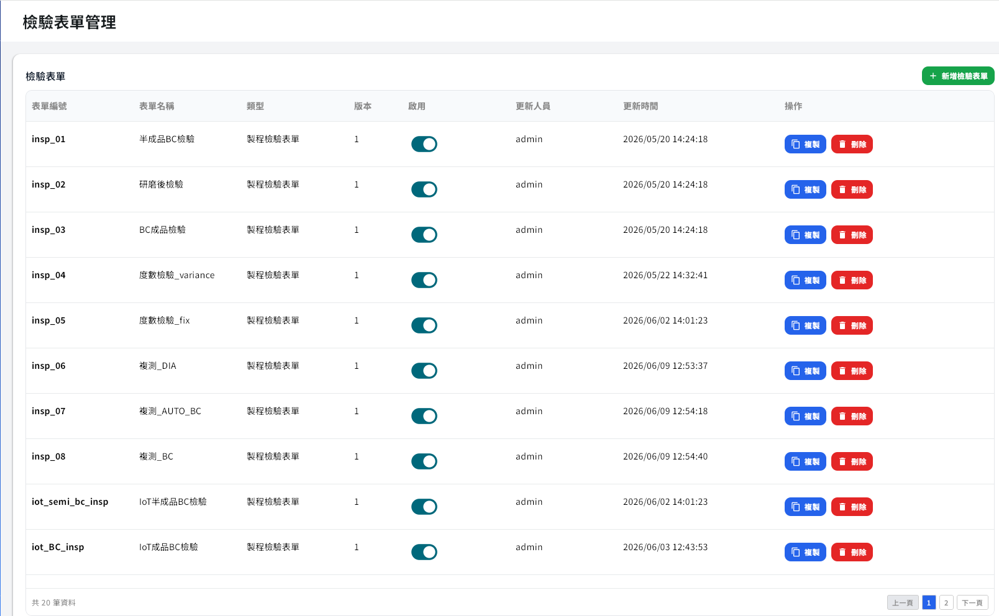 檢驗表單管理
檢驗表單
+ 新增檢驗表單
表單編號 表單名稱 類型 版本 啟用 更新人員 更新時間 操作
insp_01 半成品BC檢驗 製程檢驗表單 1 admin 2026/05/20 14:24:18 複製 刪除
insp_02 研磨後檢驗 製程檢驗表單 1 admin 2026/05/20 14:24:18 複製 刪除
insp_03 BC成品檢驗 製程檢驗表單 1 admin 2026/05/20 14:24:18 複製 刪除
insp_04 度數檢驗_variance 製程檢驗表單 1 admin 2026/05/22 14:32:41 複製 刪除
insp_05 度數檢驗_fix 製程檢驗表單 1 admin 2026/06/02 14:01:23 複製 刪除
insp_06 複測_DIA 製程檢驗表單 1 admin 2026/06/09 12:53:37 複製 刪除
insp_07 複測_AUTO_BC 製程檢驗表單 1 admin 2026/06/09 12:54:18 複製 刪除
insp_08 複測_BC 製程檢驗表單 1 admin 2026/06/09 12:54:40 複製 刪除
iot_semi_bc_insp IoT半成品BC檢驗 製程檢驗表單 1 admin 2026/06/02 14:01:23 複製 刪除
iot_BC_insp IoT成品BC檢驗 製程檢驗表單 1 admin 2026/06/03 12:43:53 複製 刪除
共 20 筆資料 上一頁 1 2 下一頁